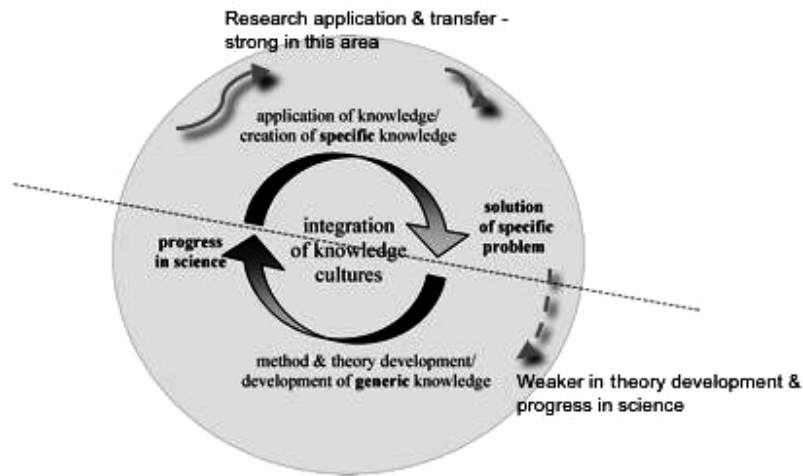 Research application & transfer -
strong in this area
application of knowledge/
creation of specific knowledge
integration
of knowledge
cultures
solution
of specific
problem
progress
in science
method & theory development/
development of generic knowledge
Weaker in theory development &
progress in science